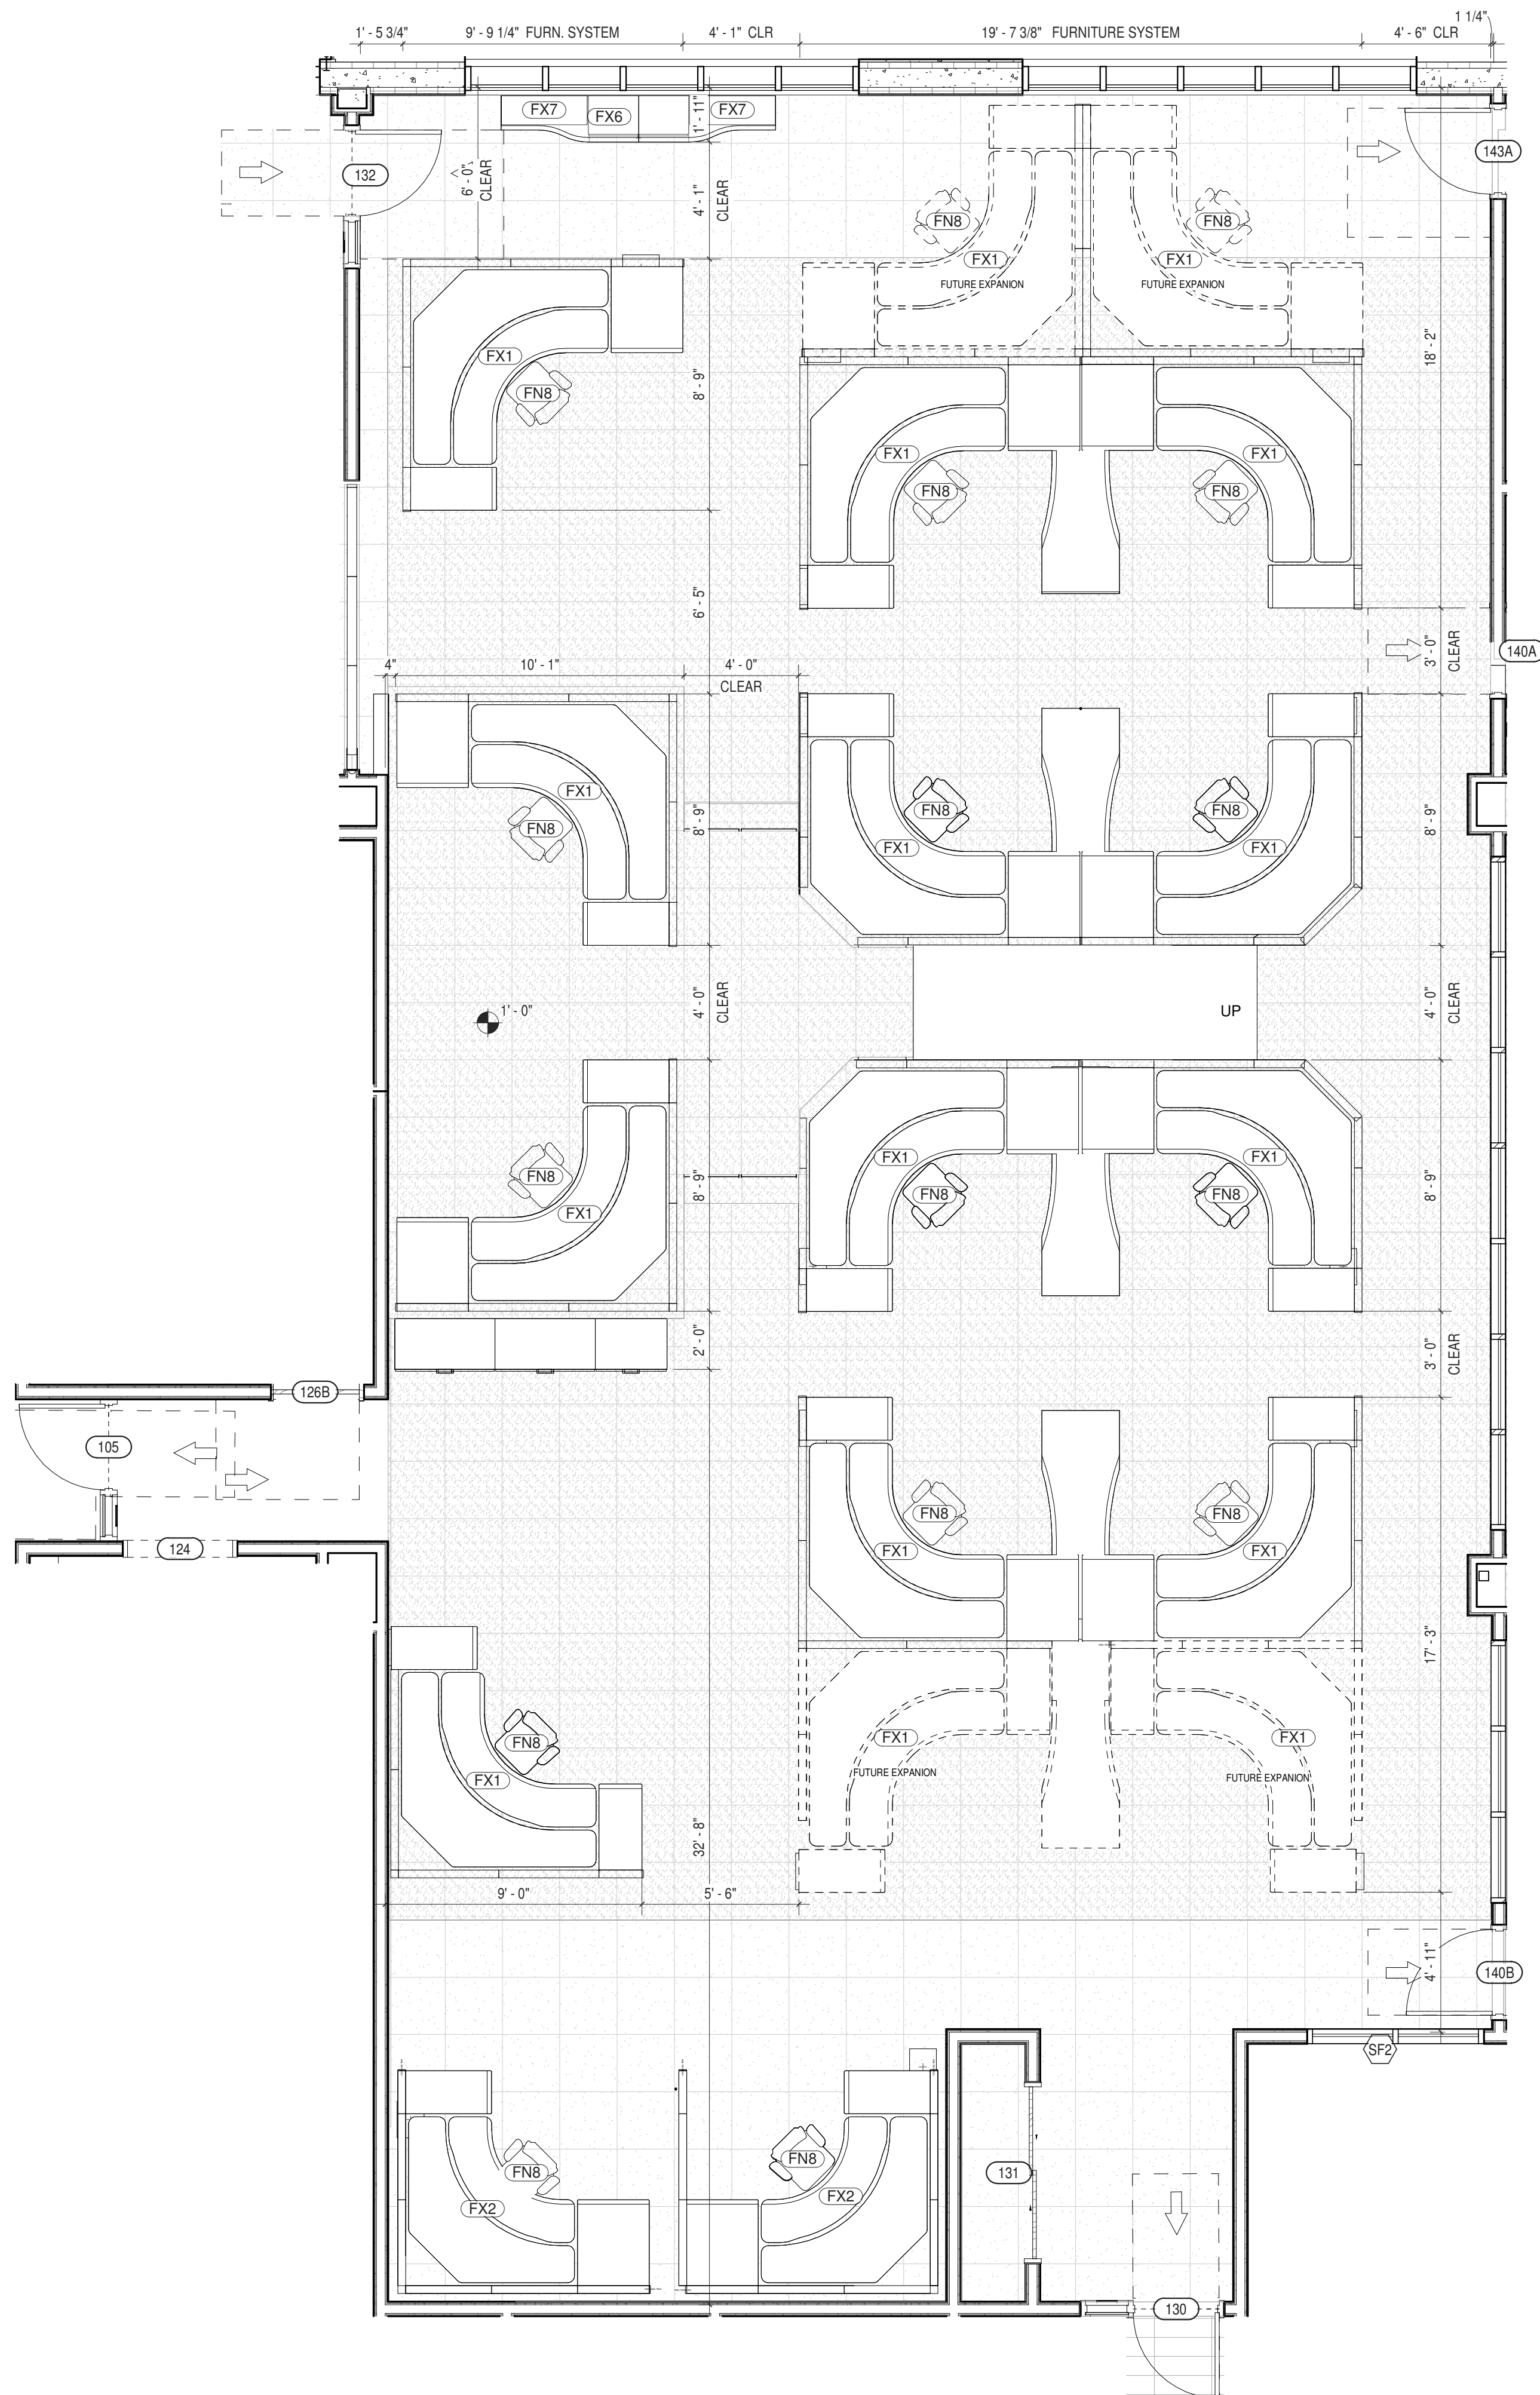 1 1/4"
1' - 5 3/4"
9' - 9 1/4" FURN. SYSTEM
4' - 1" CLR
19' - 7 3/8" FURNITURE SYSTEM
4' - 6" CLR
FX7
FX6
FX7
1' - 11"
132
6' - 0"
CLEAR
4' - 1"
CLEAR
143A
FN8
FN8
FX1
FX1
FUTURE EXPANION
FUTURE EXPANION
18' - 2"
FX1
FN8
8' - 9"
FX1
FX1
FN8
FN8
6' - 5"
3' - 0"
CLEAR
140A
4"
10' - 1"
4' - 0"
CLEAR
FX1
FN8
8' - 9"
FN8
FN8
FX1
FX1
8' - 9"
1' - 0"
4' - 0"
CLEAR
UP
4' - 0"
CLEAR
FN8
FX1
8' - 9"
FX1
FX1
FN8
FN8
8' - 9"
2' - 0"
3' - 0"
CLEAR
126B
105
124
FN8
FN8
FX1
FX1
17' - 3"
FN8
FX1
FX1
FX1
FUTURE EXPANION
FUTURE EXPANION
32' - 8"
9' - 0"
5' - 6"
4' - 11"
140B
SF2
FN8
FX2
FN8
FX2
131
130